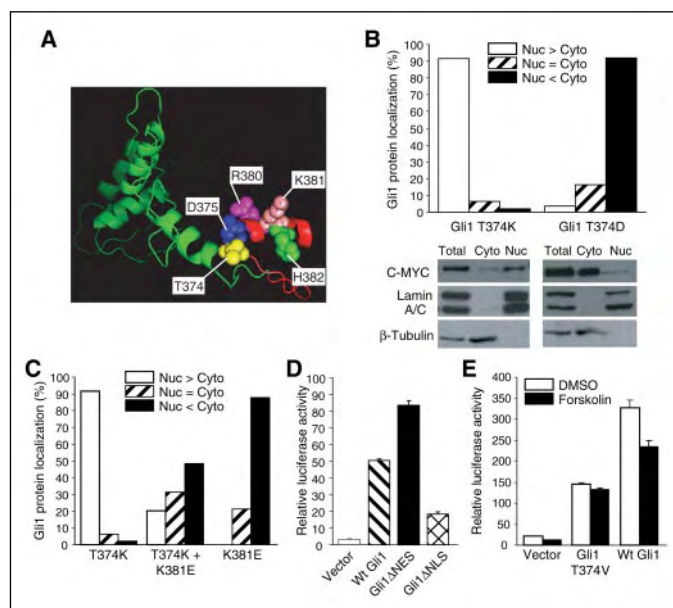 A
R380
K381
D375
T374
H382
B
Nuc > Cyto
Nuc = Cyto
Nuc < Cyto
Gli1 protein localization (%)
100
90
80
70
60
50
40
30
20
10
0
Gli1 T374K
Gli1 T374D
Total Cyto Nuc
Total Cyto Nuc
C-MYC
Lamin
A/C
β-Tubulin
C
Nuc > Cyto
Nuc = Cyto
Nuc < Cyto
Gli1 protein localization (%)
100
90
80
70
60
50
40
30
20
10
0
T374K
T374K +
K381E
K381E
D
Relative luciferase activity
100
90
80
70
60
50
40
30
20
10
0
Vector
Wt Gli1
Gli1ΔNES
Gli1ΔNLS
E
DMSO
Forskolin
Relative luciferase activity
400
350
300
250
200
150
100
50
0
Vector
Gli1
T374V
Wt Gli1